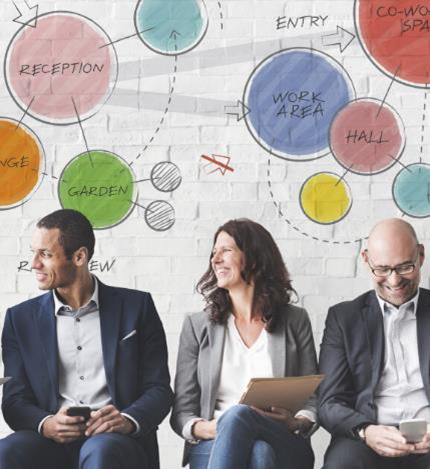 ENTRY
CO-WO
SPA
RECEPTION
WORK
AREA
HALL
NGE
GARDEN
R
EW